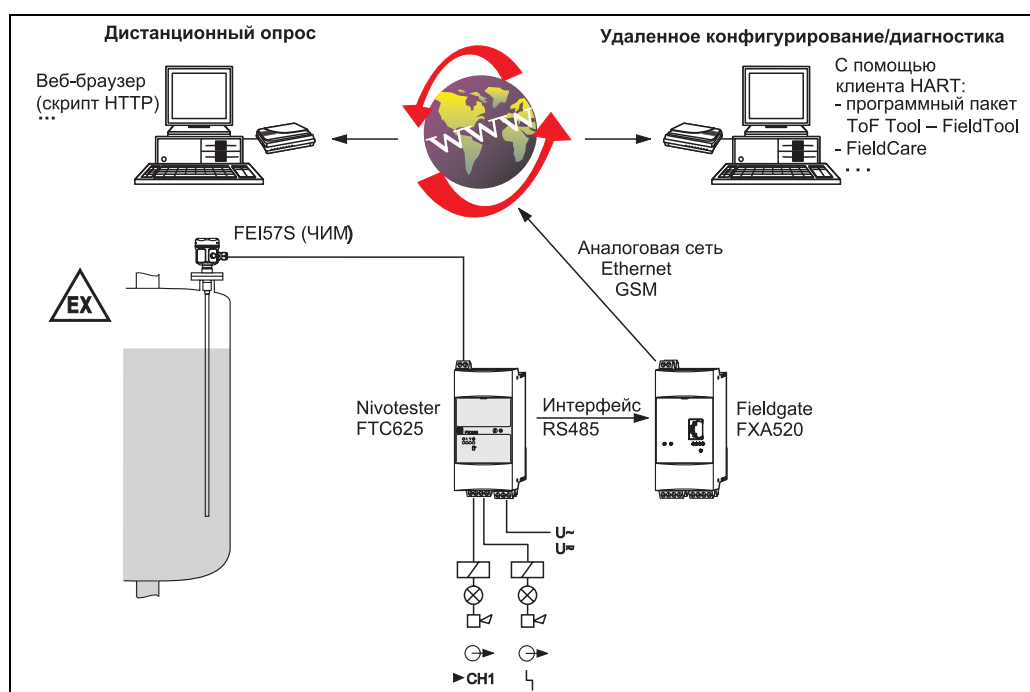 Дистанционный опрос
Удаленное конфигурирование/диагностика
Веб-браузер
(скрипт HTTP)
...
С помощью
клиента HART:
- программный пакет
ToF Tool – FieldTool
- FieldCare
...
WWW
FEI57S (ЧИМ)
Аналоговая сеть
Ethernet
GSM
EX
Nivotester
FTC625
Интерфейс
RS485
Fieldgate
FXA520
U~
U≂
CH1